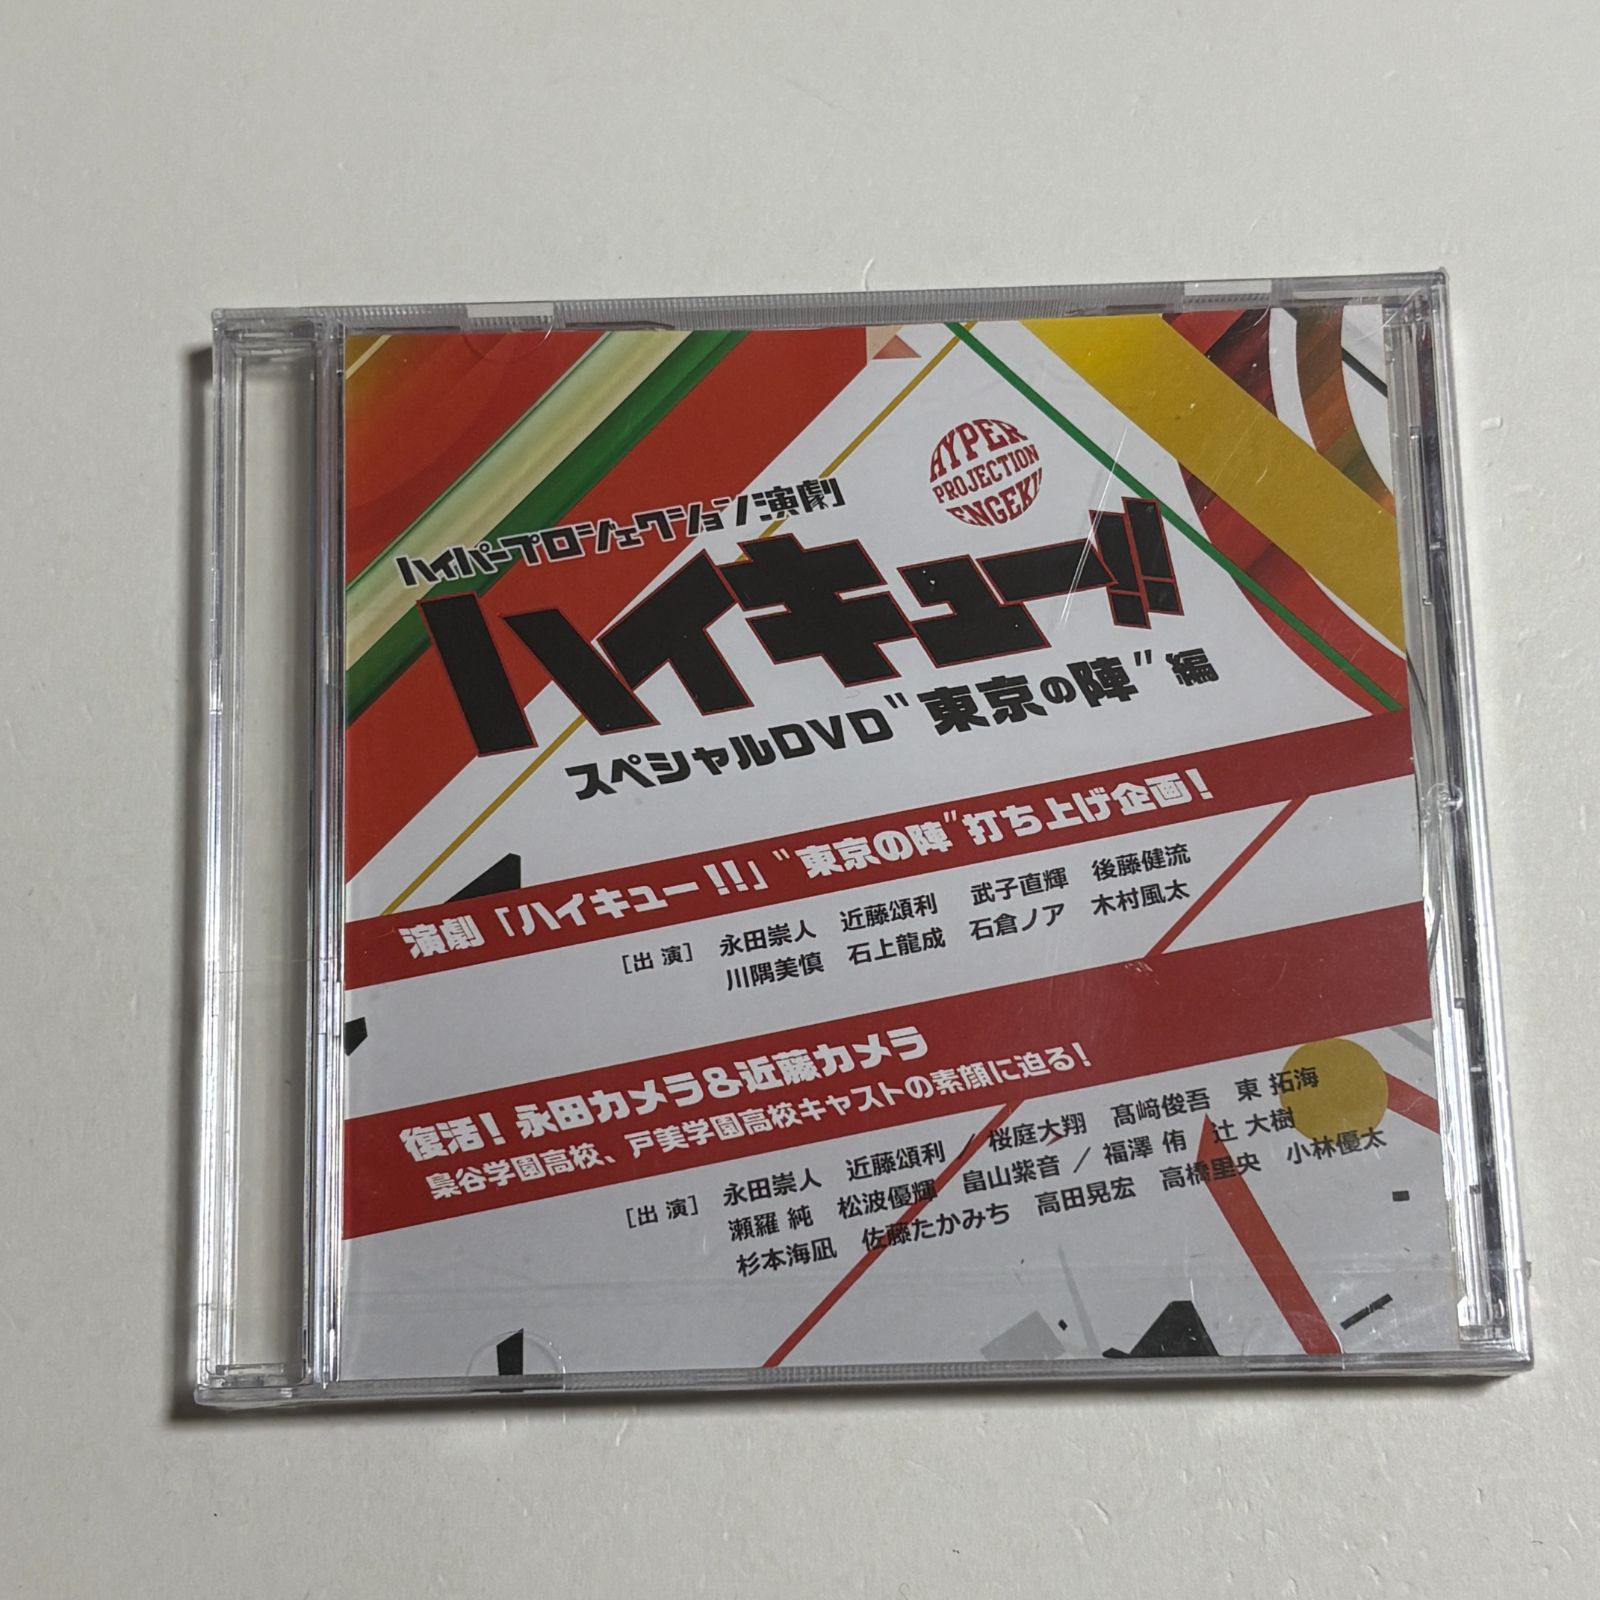 HYPER
PROJECTION
ENGEKI!
ハイパープロジェクション演劇
ハイキュー!!
スペシャルDVD"東京の陣"編
演劇「ハイキュー!!」"東京の陣"打ち上げ企画!
[出 演] 永田崇人 近藤頌利 武子直輝 後藤健流
川隅美慎 石上龍成 石倉ノア 木村風太
復活! 永田カメラ&近藤カメラ
梟谷学園高校、戸美学園高校キャストの素顔に迫る!
[出 演] 永田崇人 近藤頌利 / 桜庭大翔 髙﨑俊吾 東 拓海
瀬羅 純 松波優輝 畠山紫音 / 福澤 侑 辻 大樹
杉本海凪 佐藤たかみち 高田晃宏 高橋里央 小林優太